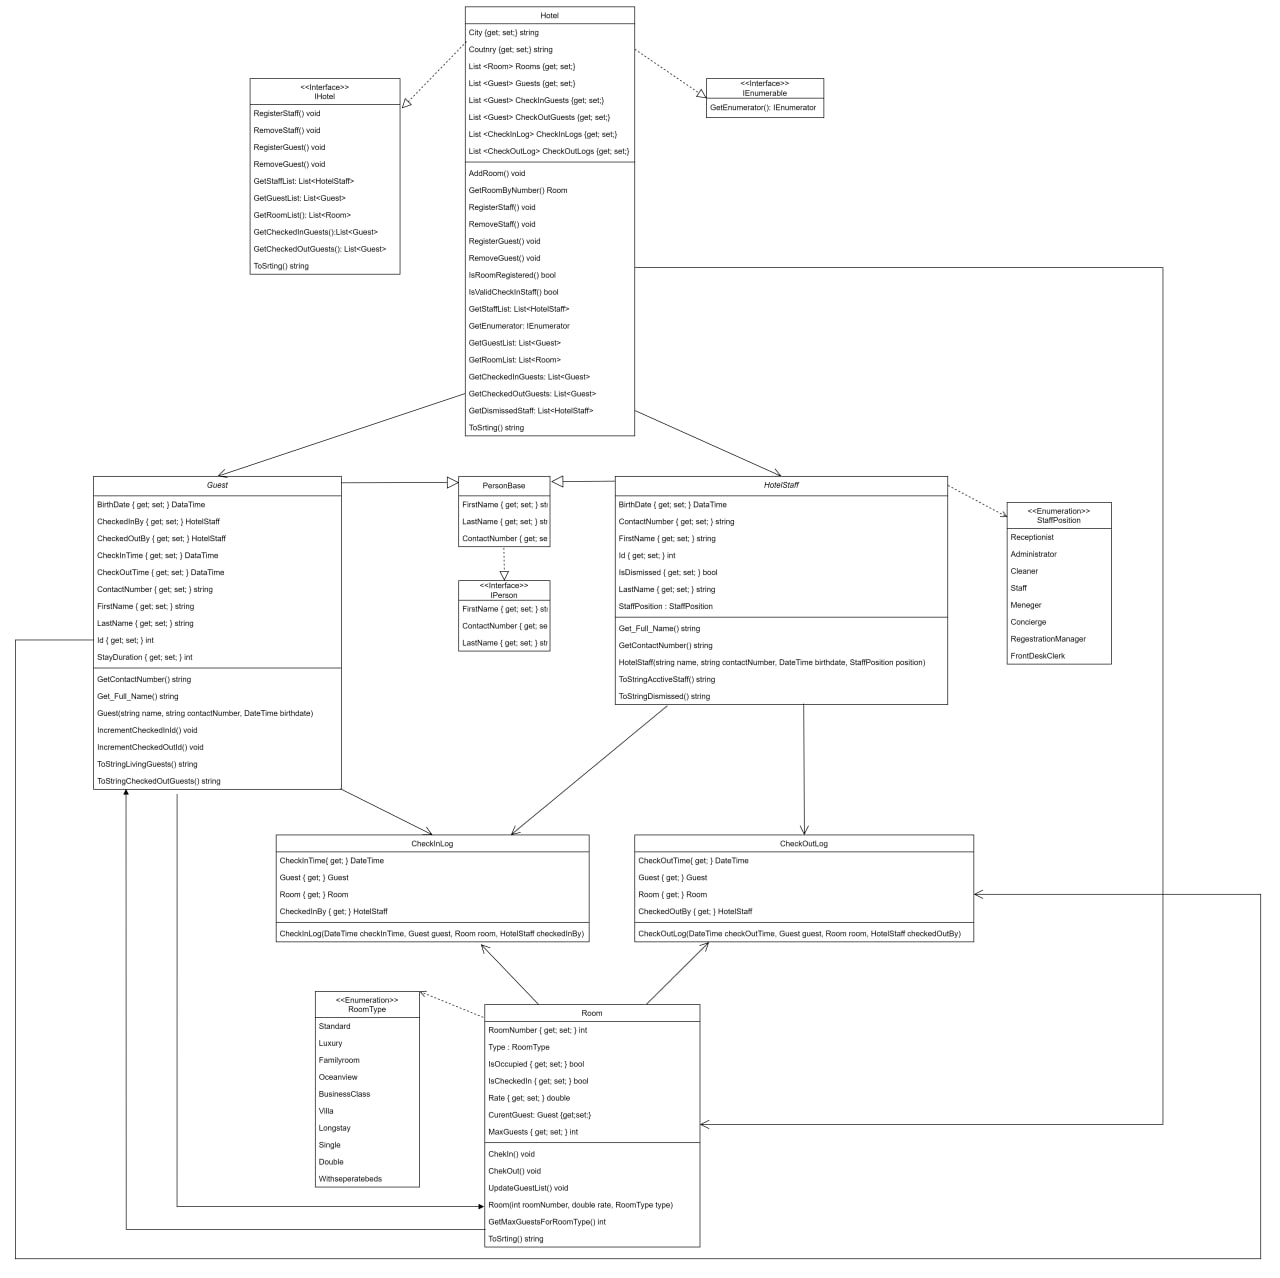 Hotel
City {get; set;} string
Coutnry {get; set;} string
List <Room> Rooms {get; set;}
List <Guest> Guests {get; set;}
List <Guest> CheckInGuests {get; set;}
List <Guest> CheckOutGuests {get; set;}
List <CheckInLog> CheckInLogs {get; set;}
List <CheckOutLog> CheckOutLogs {get; set;}
AddRoom() void
GetRoomByNumber() Room
RegisterStaff() void
RemoveStaff() void
RegisterGuest() void
RemoveGuest() void
IsRoomRegistered() bool
IsValidCheckInStaff() bool
GetStaffList: List<HotelStaff>
GetEnumerator: IEnumerator
GetGuestList: List<Guest>
GetRoomList: List<Room>
GetCheckedInGuests: List<Guest>
GetCheckedOutGuests: List<Guest>
GetDismissedStaff: List<HotelStaff>
ToSrting() string
<<Interface>>
IHotel
RegisterStaff() void
RemoveStaff() void
RegisterGuest() void
RemoveGuest() void
GetStaffList: List<HotelStaff>
GetGuestList: List<Guest>
GetRoomList(): List<Room>
GetCheckedInGuests():List<Guest>
GetCheckedOutGuests(): List<Guest>
ToSrting() string
<<Interface>>
IEnumerable
GetEnumerator(): IEnumerator
Guest
BirthDate { get; set; } DataTime
CheckedInBy { get; set; } HotelStaff
CheckedOutBy { get; set; } HotelStaff
CheckInTime { get; set; } DataTime
CheckOutTime { get; set; } DataTime
ContactNumber { get; set; } string
FirstName { get; set; } string
LastName { get; set; } string
Id { get; set; } int
StayDuration { get; set; } int
GetContactNumber() string
Get_Full_Name() string
Guest(string name, string contactNumber, DateTime birthdate)
IncrementCheckedInId() void
IncrementCheckedOutId() void
ToStringLivingGuests() string
ToStringCheckedOutGuests() string
PersonBase
FirstName { get; set; } st
LastName { get; set; } str
ContactNumber { get; se
<<Interface>>
IPerson
FirstName { get; set; } st
ContactNumber { get; se
LastName { get; set; } str
HotelStaff
BirthDate { get; set; } DataTime
ContactNumber { get; set; } string
FirstName { get; set; } string
Id { get; set; } int
IsDismissed { get; set; } bool
LastName { get; set; } string
StaffPosition : StaffPosition
Get_Full_Name() string
GetContactNumber() string
HotelStaff(string name, string contactNumber, DateTime birthdate, StaffPosition position)
ToStringAcctiveStaff() string
ToStringDismissed() string
<<Enumeration>>
StaffPosition
Receptionist
Administrator
Cleaner
Staff
Meneger
Concierge
RegestrationManager
FrontDeskClerk
CheckInLog
CheckInTime{ get; } DateTime
Guest { get; } Guest
Room { get; } Room
CheckedInBy { get; } HotelStaff
CheckInLog(DateTime checkInTime, Guest guest, Room room, HotelStaff checkedInBy)
CheckOutLog
CheckOutTime{ get; } DateTime
Guest { get; } Guest
Room { get; } Room
CheckedOutBy { get; } HotelStaff
CheckOutLog(DateTime checkOutTime, Guest guest, Room room, HotelStaff checkedOutBy)
<<Enumeration>>
RoomType
Standard
Luxury
Familyroom
Oceanview
BusinessClass
Villa
Longstay
Single
Double
Withseperatebeds
Room
RoomNumber { get; set; } int
Type : RoomType
IsOccupied { get; set; } bool
IsCheckedIn { get; set; } bool
Rate { get; set; } double
CurentGuest: Guest {get;set;}
MaxGuests { get; set; } int
ChekIn() void
ChekOut() void
UpdateGuestList() void
Room(int roomNumber, double rate, RoomType type)
GetMaxGuestsForRoomType() int
ToSrting() string